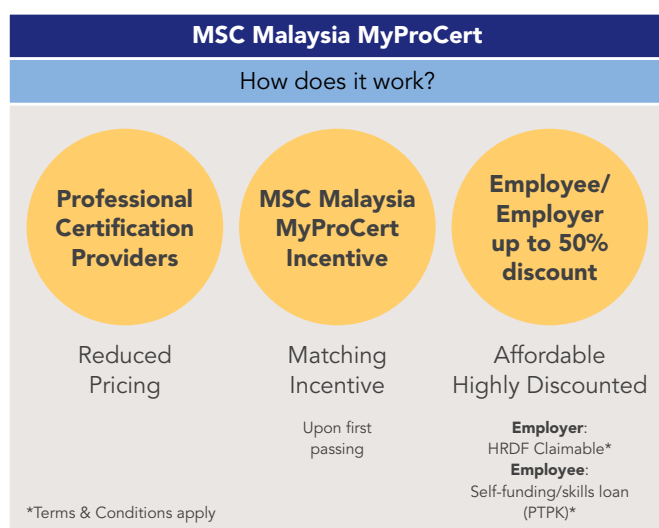 MSC Malaysia MyProCert
How does it work?
Professional
Certification
Providers
Reduced
Pricing
MSC Malaysia
MyProCert
Incentive
Matching
Incentive
Upon first
passing
Employee/
Employer
up to 50%
discount
Affordable
Highly Discounted
Employer:
HRDF Claimable*
Employee:
Self-funding/skills loan
(PTPK)*
*Terms & Conditions apply